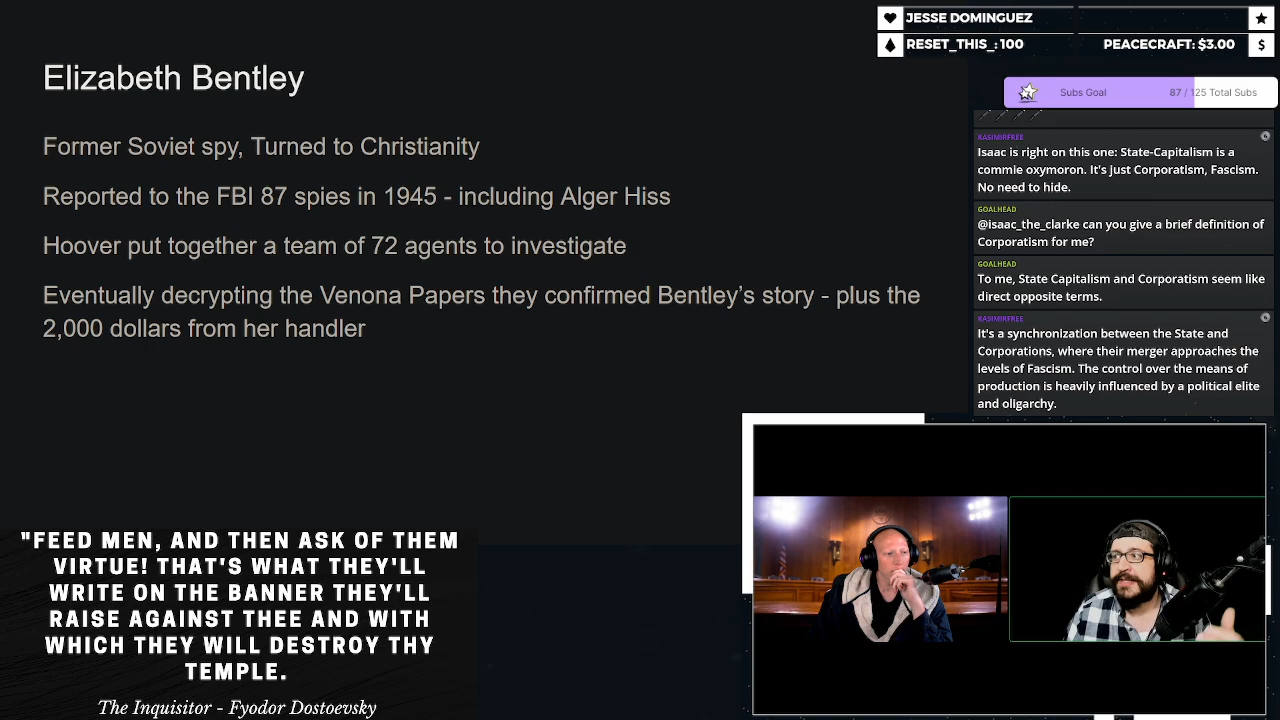 Elizabeth Bentley
Former Soviet spy, Turned to Christianity
Reported to the FBI 87 spies in 1945 - including Alger Hiss
Hoover put together a team of 72 agents to investigate
Eventually decrypting the Venona Papers they confirmed Bentley's story - plus the
2,000 dollars from her handler
JESSE DOMINGUEZ
RESET_THIS_: 100
PEACECRAFT: $3.00
$
Subs Goal
87 / 125 Total Subs
KASIMIRFREE
Isaac is right on this one: State-Capitalism is a
commie oxymoron. It's Just Corporatism, Fascism.
No need to hide.
GOALHEAD
@isaac_the_clarke can you give a brief definition of
Corporatism for me?
GOALHEAD
To me, State Capitalism and Corporatism seem like
direct opposite terms.
KASIMIRFREE
It's a synchronization between the State and
Corporations, where their merger approaches the
levels of Fascism. The control over the means of
production is heavily influenced by a political elite
and oligarchy.
"FEED MEN, AND THEN ASK OF THEM
VIRTUE! THAT'S WHAT THEY'LL
WRITE ON THE BANNER THEY'LL
RAISE AGAINST THEE AND WITH
WHICH THEY WILL DESTROY THY
TEMPLE.
The Inquisitor - Fyodor Dostoevsky